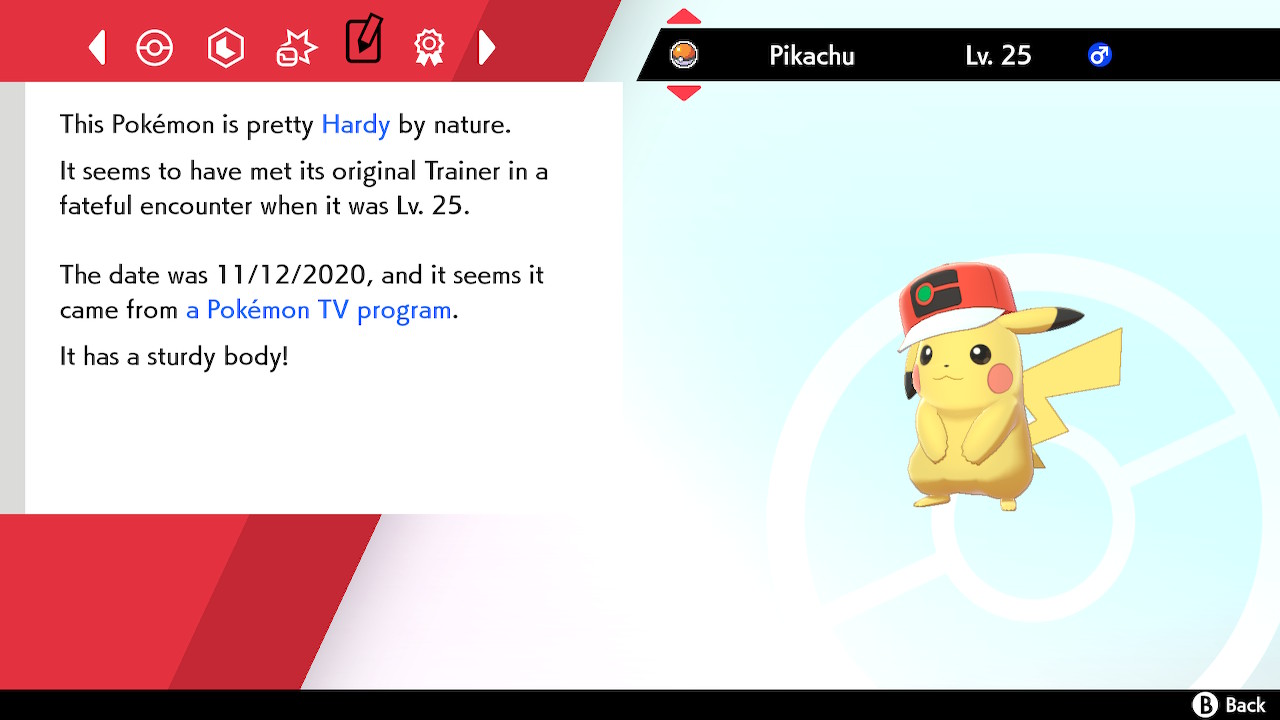 Pikachu Lv. 25 ♂
This Pokémon is pretty Hardy by nature.
It seems to have met its original Trainer in a
fateful encounter when it was Lv. 25.
The date was 11/12/2020, and it seems it
came from a Pokémon TV program.
It has a sturdy body!
B Back